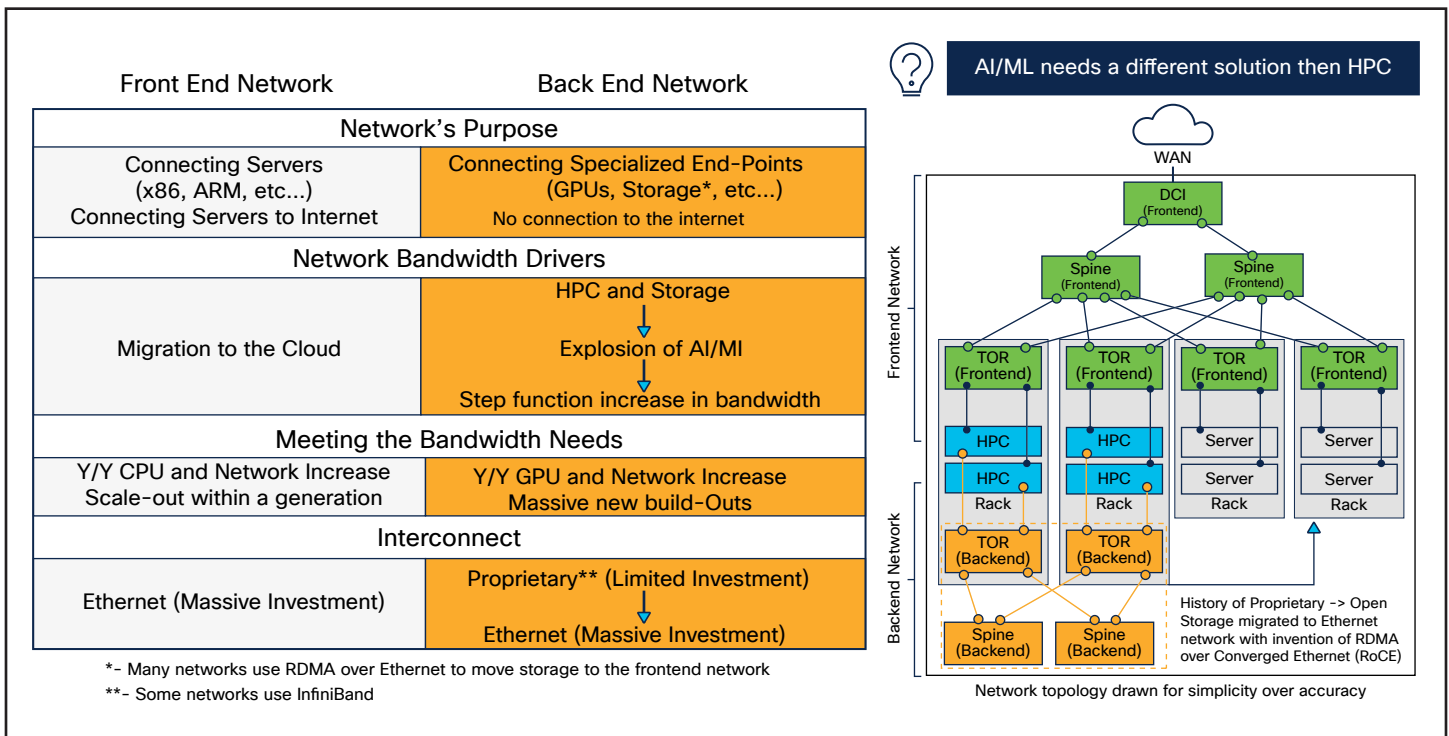 Front End Network
Back End Network
Network's Purpose
Connecting Servers
(x86, ARM, etc...)
Connecting Servers to Internet
Connecting Specialized End-Points
(GPUs, Storage*, etc...)
No connection to the internet
Network Bandwidth Drivers
Migration to the Cloud
HPC and Storage
Explosion of AI/MI
Step function increase in bandwidth
Meeting the Bandwidth Needs
Y/Y CPU and Network Increase
Scale-out within a generation
Y/Y GPU and Network Increase
Massive new build-Outs
Interconnect
Ethernet (Massive Investment)
Proprietary** (Limited Investment)
Ethernet (Massive Investment)
*- Many networks use RDMA over Ethernet to move storage to the frontend network
**- Some networks use InfiniBand
?
AI/ML needs a different solution then HPC
WAN
DCI
(Frontend)
Spine
(Frontend)
Spine
(Frontend)
Frontend Network
TOR
(Frontend)
TOR
(Frontend)
TOR
(Frontend)
TOR
(Frontend)
HPC
HPC
Server
Server
HPC
HPC
Server
Server
Rack
Rack
Rack
Rack
Backend Network
TOR
(Backend)
TOR
(Backend)
Spine
(Backend)
Spine
(Backend)
History of Proprietary -> Open
Storage migrated to Ethernet
network with invention of RDMA
over Converged Ethernet (RoCE)
Network topology drawn for simplicity over accuracy